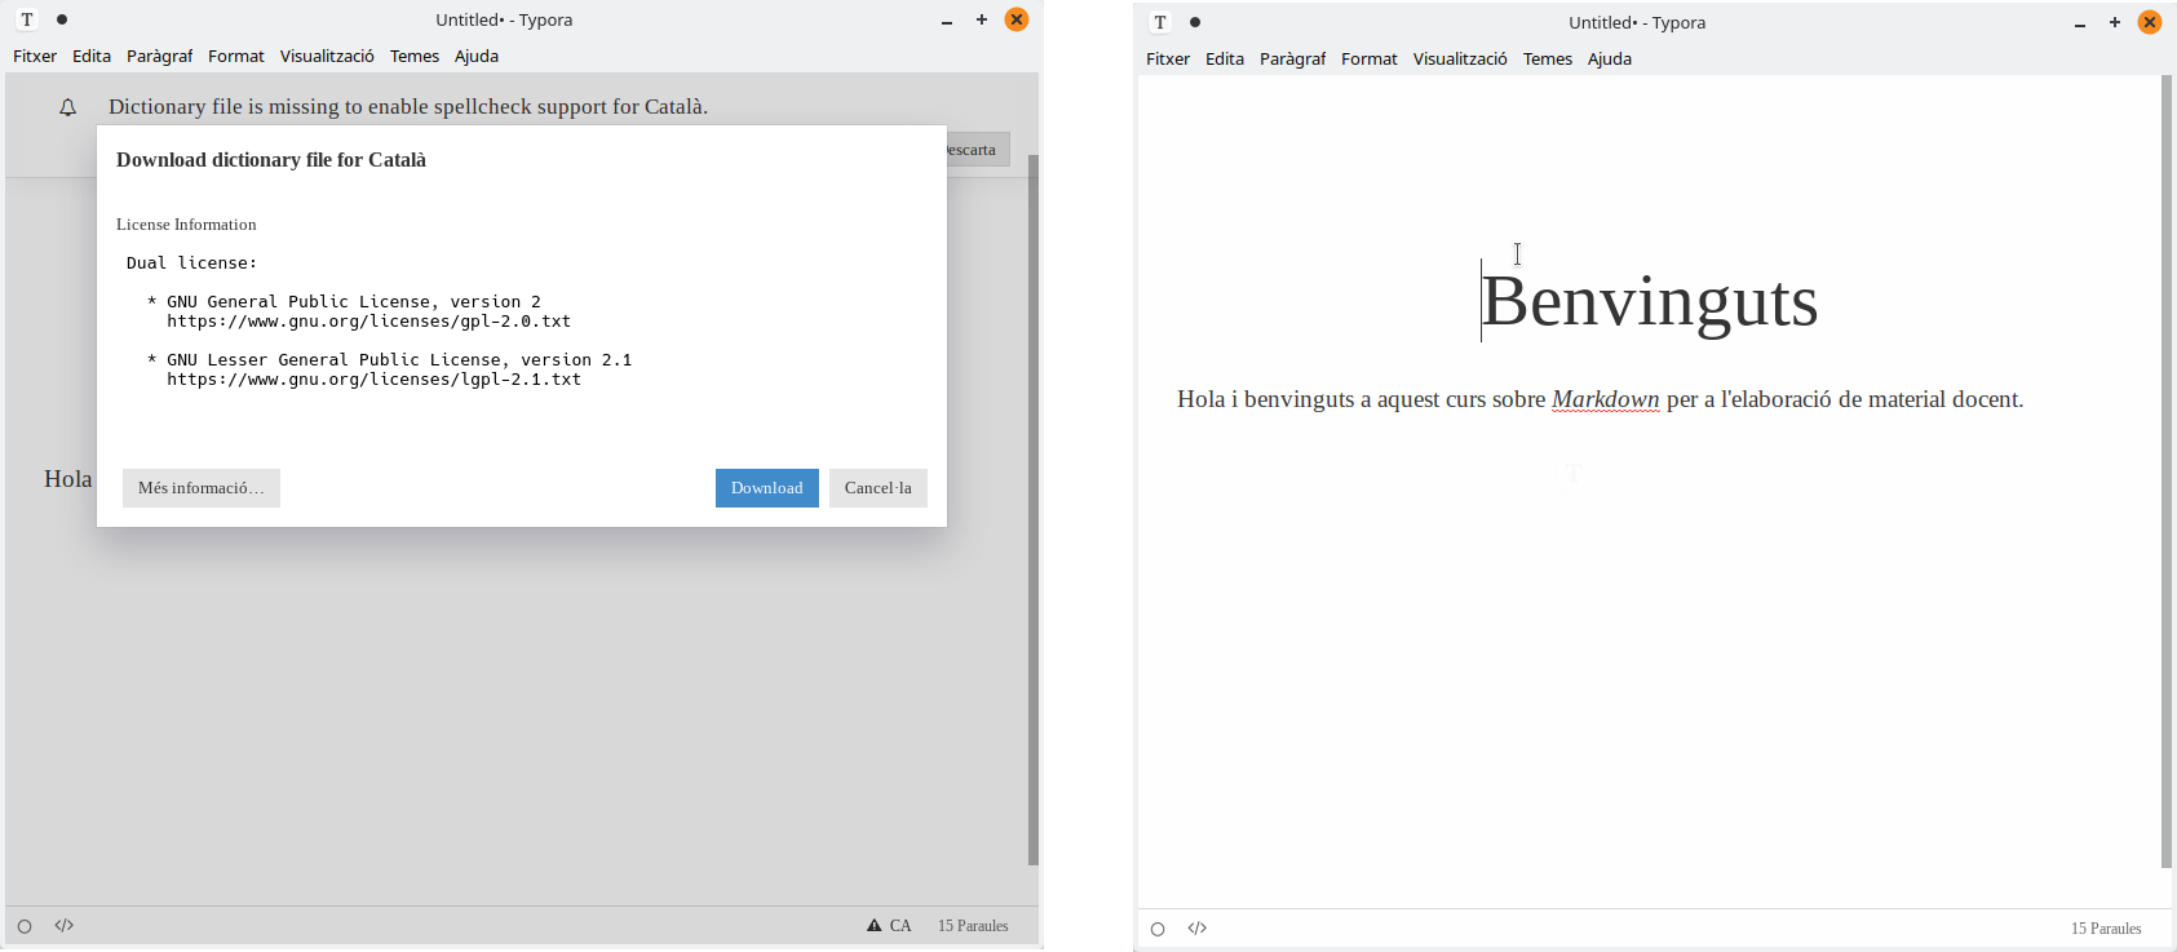 T Untitled• - Typora
Fitxer Edita Paràgraf Format Visualització Temes Ajuda
Dictionary file is missing to enable spellcheck support for Català.
Download dictionary file for Català
License Information
Dual license:
* GNU General Public License, version 2
https://www.gnu.org/licenses/gpl-2.0.txt
* GNU Lesser General Public License, version 2.1
https://www.gnu.org/licenses/lgpl-2.1.txt
Més informació… Download Cancel·la
Hola
</> CA 15 Paraules
T Untitled• - Typora
Fitxer Edita Paràgraf Format Visualització Temes Ajuda
Benvinguts
Hola i benvinguts a aquest curs sobre Markdown per a l'elaboració de material docent.
T
</> 15 Paraules